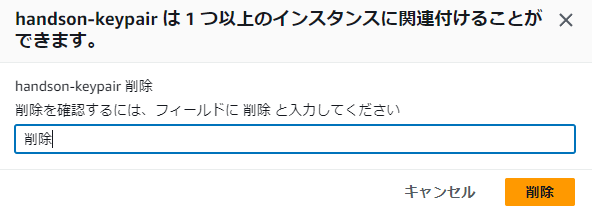 handson-keypair は 1 つ以上のインスタンスに関連付けることが
できます。
handson-keypair 削除
削除を確認するには、フィールドに 削除 と入力してください
削除
キャンセル 削除